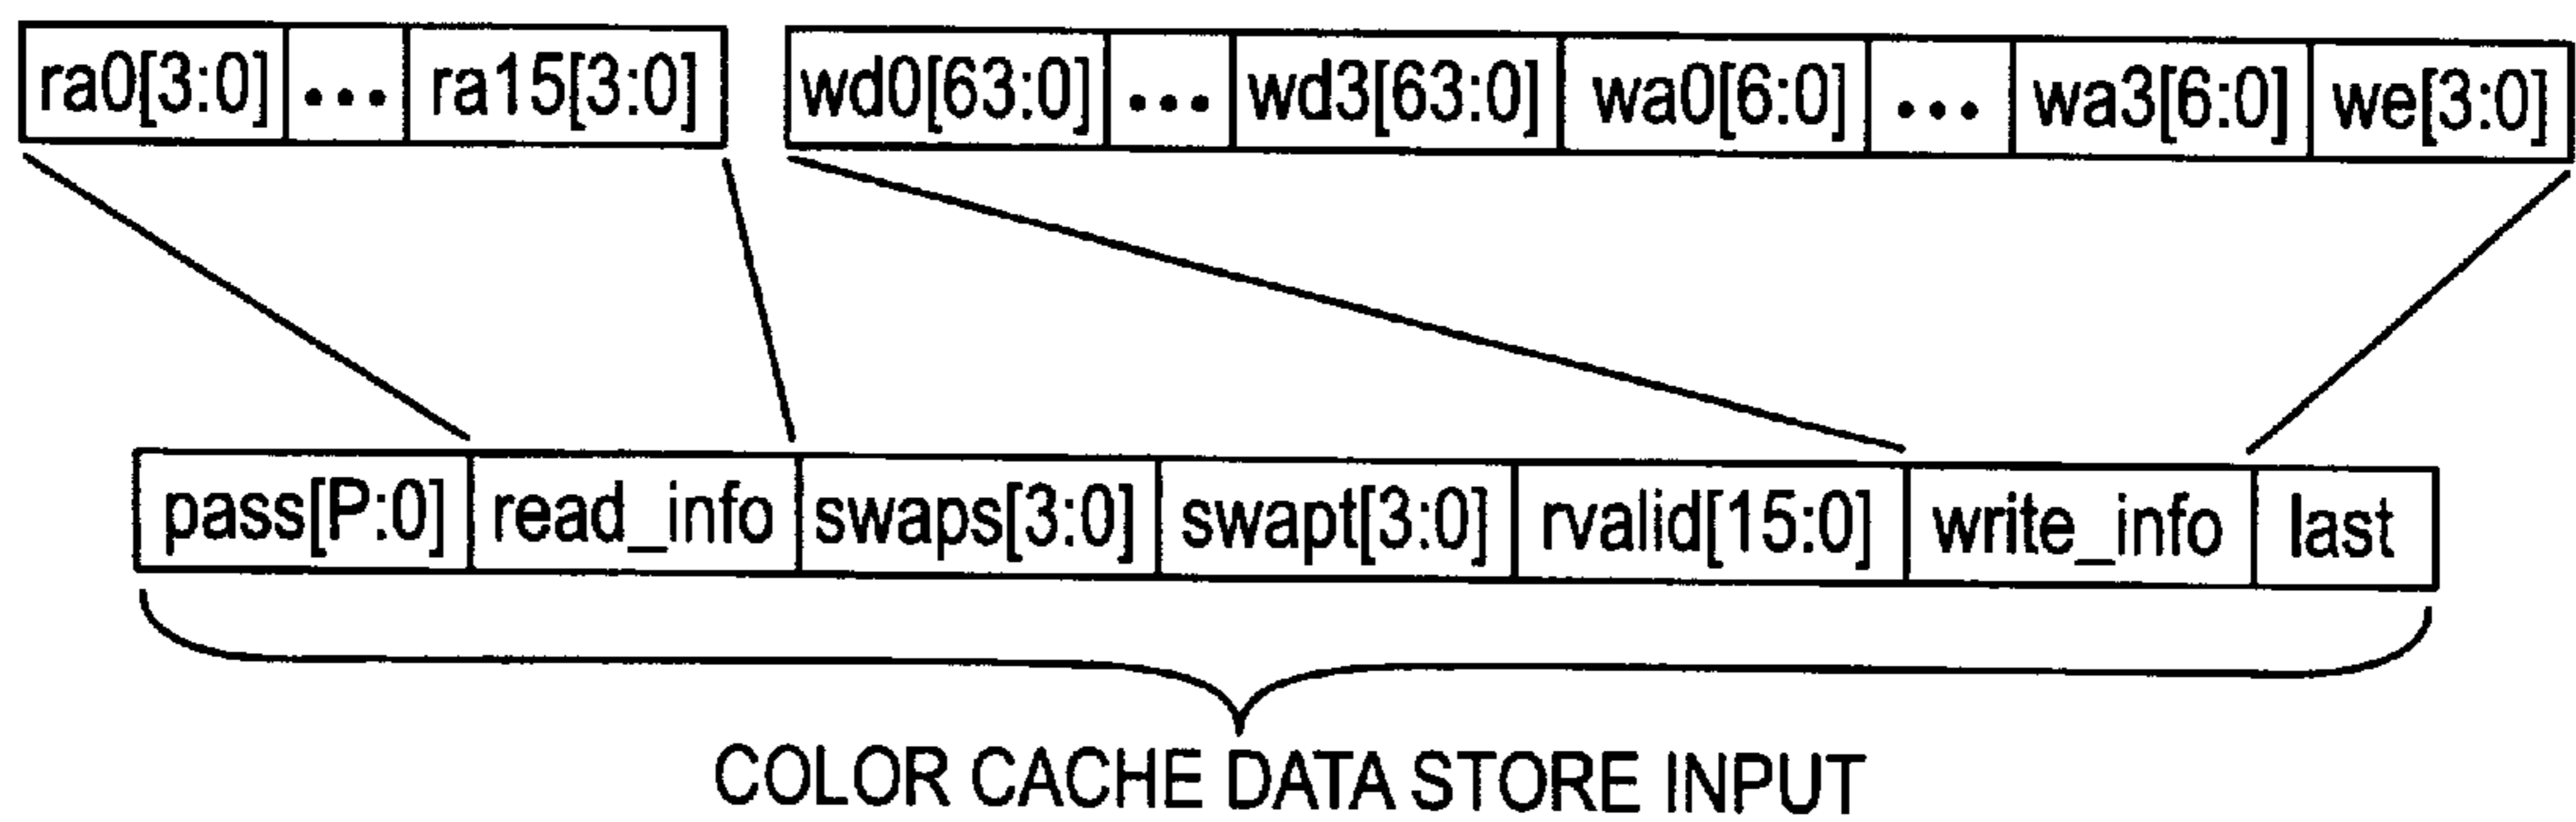 ra0[3:0] ... ra15[3:0] wd0[63:0] ... wd3[63:0] wa0[6:0] ... wa3[6:0] we[3:0]
pass[P:0] read_info swaps[3:0] swapt[3:0] rvalid[15:0] write_info last
COLOR CACHE DATA STORE INPUT